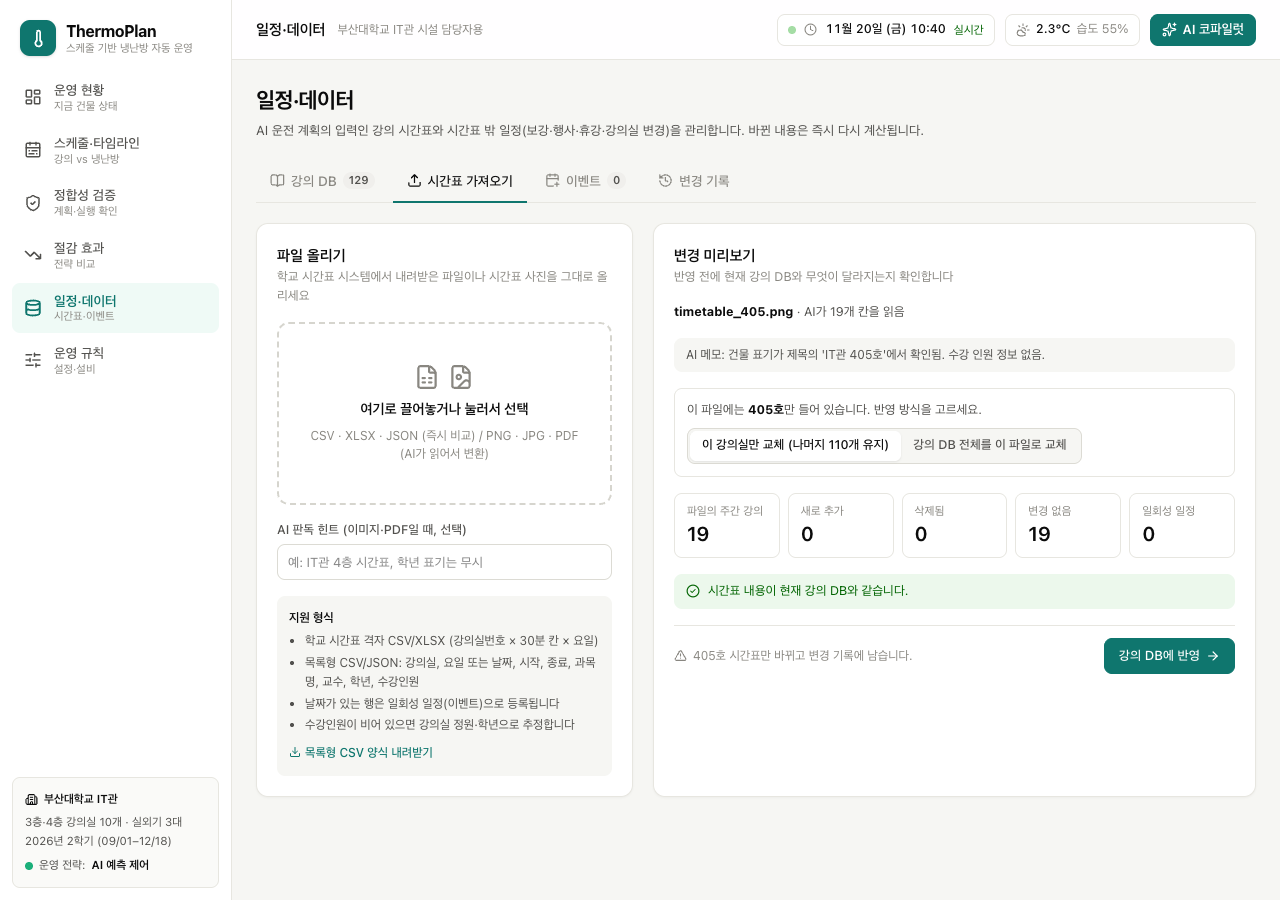 ThermoPlan
스케줄 기반 냉난방 자동 운영
운영 현황
지금 건물 상태
스케줄·타임라인
강의 vs 냉난방
정합성 검증
계획·실행 확인
절감 효과
전략 비교
일정·데이터
시간표·이벤트
운영 규칙
설정·설비
부산대학교 IT관
3층·4층 강의실 10개 · 실외기 3대
2026년 2학기 (09/01–12/18)
운영 전략: AI 예측 제어
일정·데이터 부산대학교 IT관 시설 담당자용
11월 20일 (금) 10:40 실시간
2.3°C 습도 55%
AI 코파일럿
일정·데이터
AI 운전 계획의 입력인 강의 시간표와 시간표 밖 일정(보강·행사·휴강·강의실 변경)을 관리합니다. 바뀐 내용은 즉시 다시 계산됩니다.
강의 DB 129
시간표 가져오기
이벤트 0
변경 기록
파일 올리기
학교 시간표 시스템에서 내려받은 파일이나 시간표 사진을 그대로 올
리세요
여기로 끌어놓거나 눌러서 선택
CSV · XLSX · JSON (즉시 비교) / PNG · JPG · PDF
(AI가 읽어서 변환)
AI 판독 힌트 (이미지·PDF일 때, 선택)
예: IT관 4층 시간표, 학년 표기는 무시
지원 형식
학교 시간표 격자 CSV/XLSX (강의실번호 × 30분 칸 × 요일)
목록형 CSV/JSON: 강의실, 요일 또는 날짜, 시작, 종료, 과목
명, 교수, 학년, 수강인원
날짜가 있는 행은 일회성 일정(이벤트)으로 등록됩니다
수강인원이 비어 있으면 강의실 정원·학년으로 추정합니다
목록형 CSV 양식 내려받기
변경 미리보기
반영 전에 현재 강의 DB와 무엇이 달라지는지 확인합니다
timetable_405.png · AI가 19개 칸을 읽음
AI 메모: 건물 표기가 제목의 'IT관 405호'에서 확인됨. 수강 인원 정보 없음.
이 파일에는 405호만 들어 있습니다. 반영 방식을 고르세요.
이 강의실만 교체 (나머지 110개 유지)
강의 DB 전체를 이 파일로 교체
파일의 주간 강의
19
새로 추가
0
삭제됨
0
변경 없음
19
일회성 일정
0
시간표 내용이 현재 강의 DB와 같습니다.
405호 시간표만 바뀌고 변경 기록에 남습니다.
강의 DB에 반영